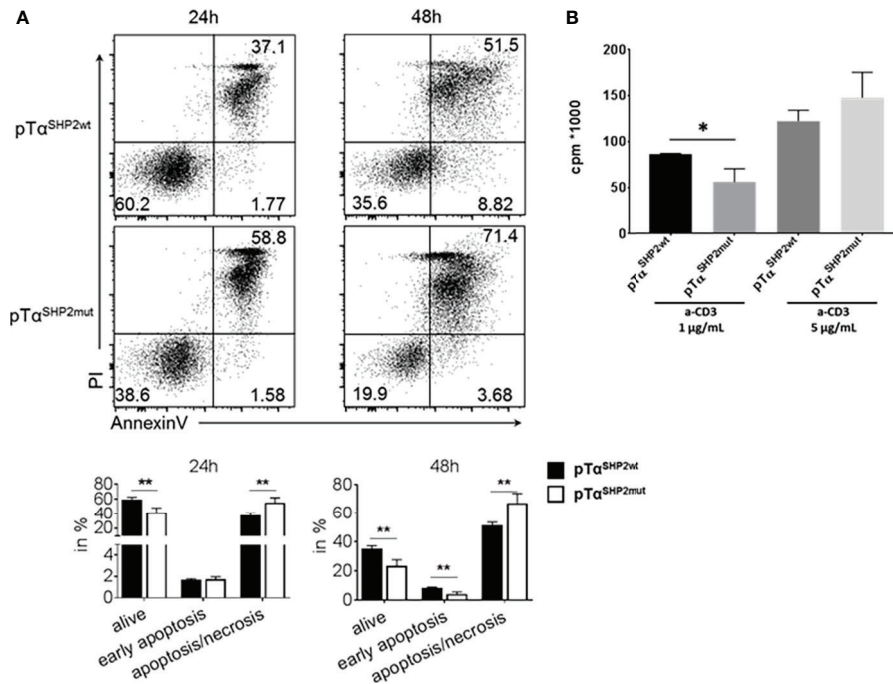 A
24h
48h
pTα^SHP2wt
37.1
60.2
1.77
51.5
35.6
8.82
pTα^SHP2mut
58.8
38.6
1.58
71.4
19.9
3.68
PI
AnnexinV
24h
in %
80
60
40
6
4
2
0
**
**
alive
early apoptosis
apoptosis/necrosis
48h
in %
80
60
40
20
0
**
**
**
alive
early apoptosis
apoptosis/necrosis
pTα^SHP2wt
pTα^SHP2mut
B
cpm *1000
200
150
100
50
0
*
pTα^SHP2wt
pTα^SHP2mut
pTα^SHP2wt
pTα^SHP2mut
a-CD3
1 µg/mL
a-CD3
5 µg/mL